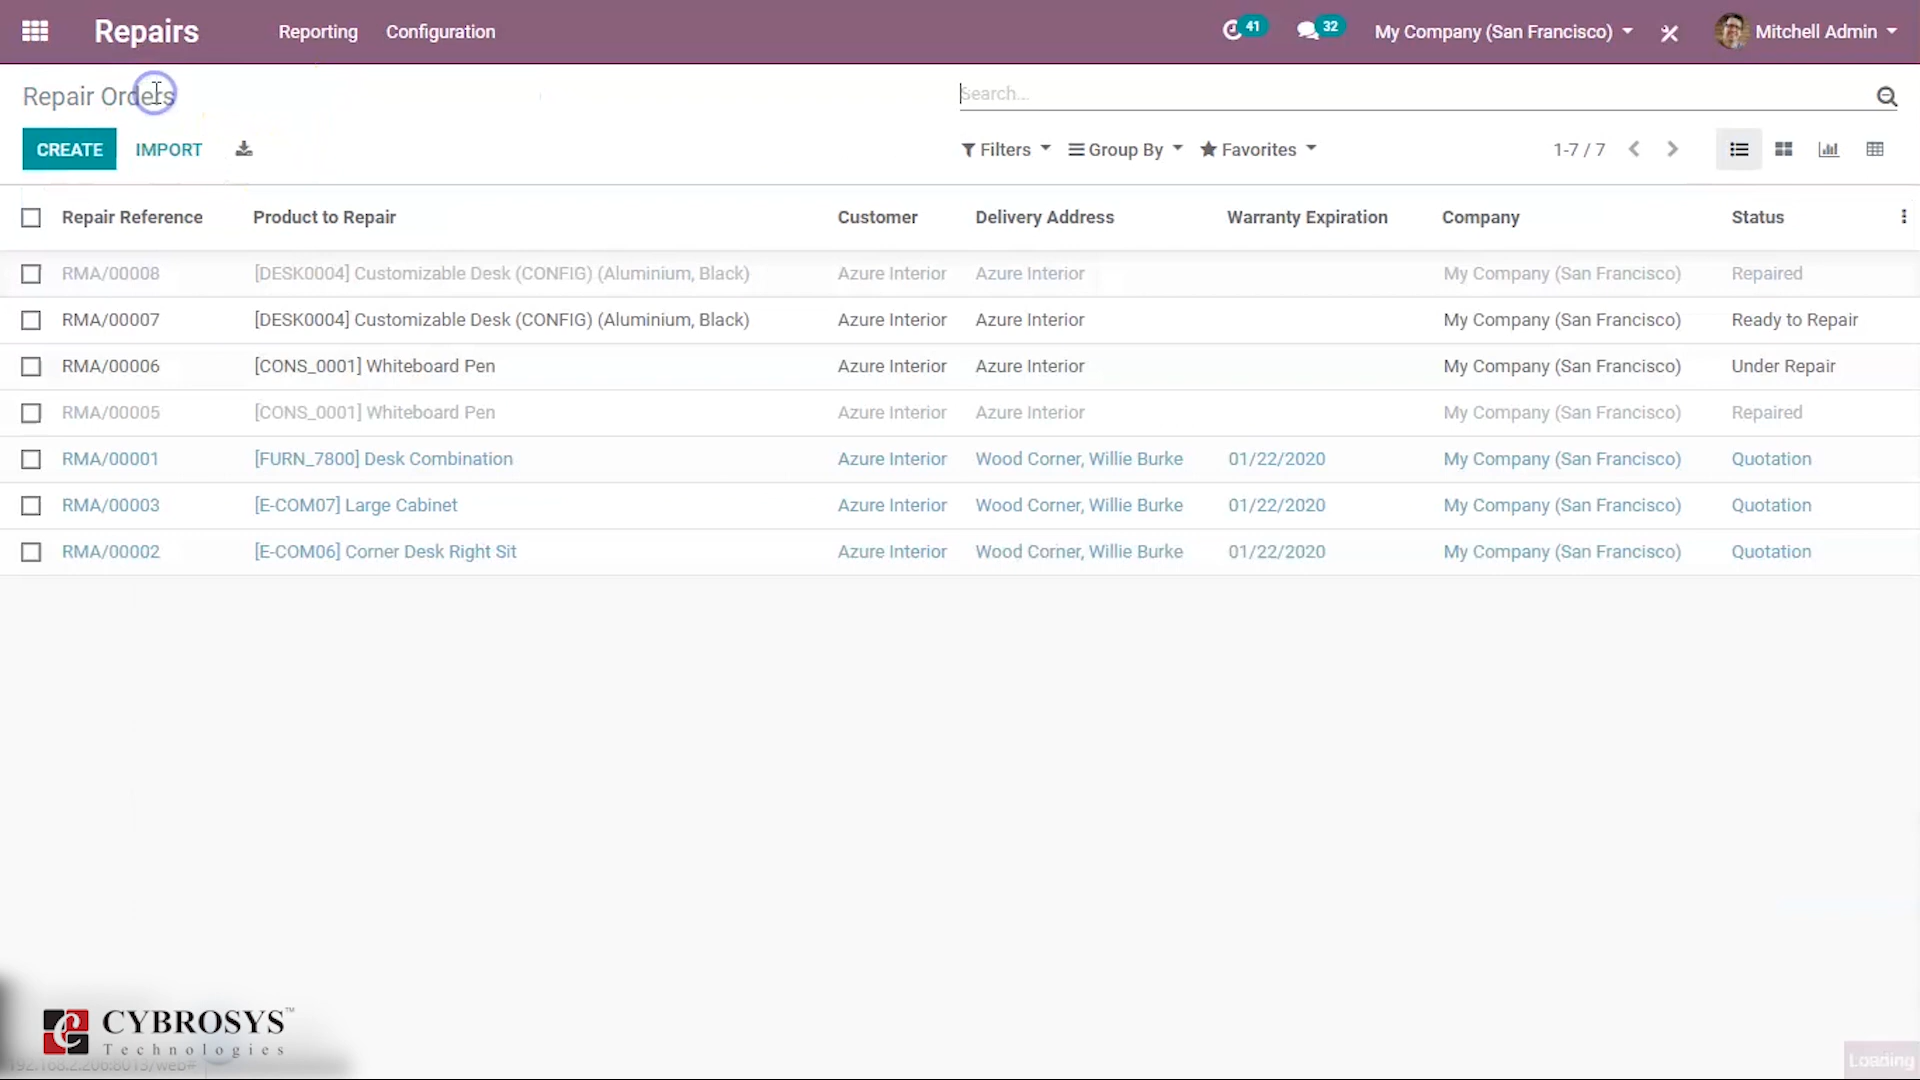 Repairs Reporting Configuration 41 32 My Company (San Francisco) Mitchell Admin
Repair Orders Search...
CREATE IMPORT Filters Group By Favorites 1-7 / 7
Repair Reference Product to Repair Customer Delivery Address Warranty Expiration Company Status
RMA/00008 [DESK0004] Customizable Desk (CONFIG) (Aluminium, Black) Azure Interior Azure Interior My Company (San Francisco) Repaired
RMA/00007 [DESK0004] Customizable Desk (CONFIG) (Aluminium, Black) Azure Interior Azure Interior My Company (San Francisco) Ready to Repair
RMA/00006 [CONS_0001] Whiteboard Pen Azure Interior Azure Interior My Company (San Francisco) Under Repair
RMA/00005 [CONS_0001] Whiteboard Pen Azure Interior Azure Interior My Company (San Francisco) Repaired
RMA/00001 [FURN_7800] Desk Combination Azure Interior Wood Corner, Willie Burke 01/22/2020 My Company (San Francisco) Quotation
RMA/00003 [E-COM07] Large Cabinet Azure Interior Wood Corner, Willie Burke 01/22/2020 My Company (San Francisco) Quotation
RMA/00002 [E-COM06] Corner Desk Right Sit Azure Interior Wood Corner, Willie Burke 01/22/2020 My Company (San Francisco) Quotation
CYBROSYS™
Technologies
Loading